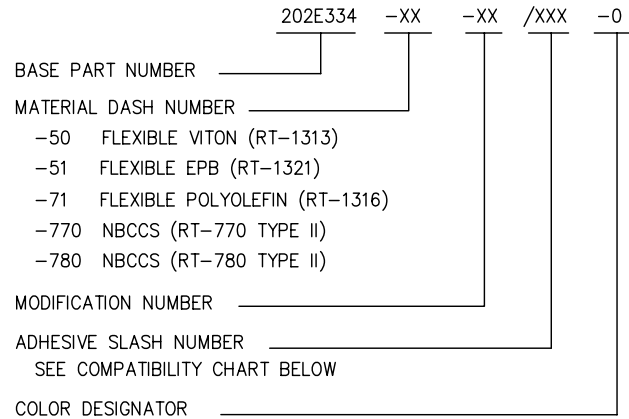 202E334 -XX -XX /XXX -0
BASE PART NUMBER
MATERIAL DASH NUMBER
-50 FLEXIBLE VITON (RT-1313)
-51 FLEXIBLE EPB (RT-1321)
-71 FLEXIBLE POLYOLEFIN (RT-1316)
-770 NBCCS (RT-770 TYPE II)
-780 NBCCS (RT-780 TYPE II)
MODIFICATION NUMBER
ADHESIVE SLASH NUMBER
SEE COMPATIBILITY CHART BELOW
COLOR DESIGNATOR